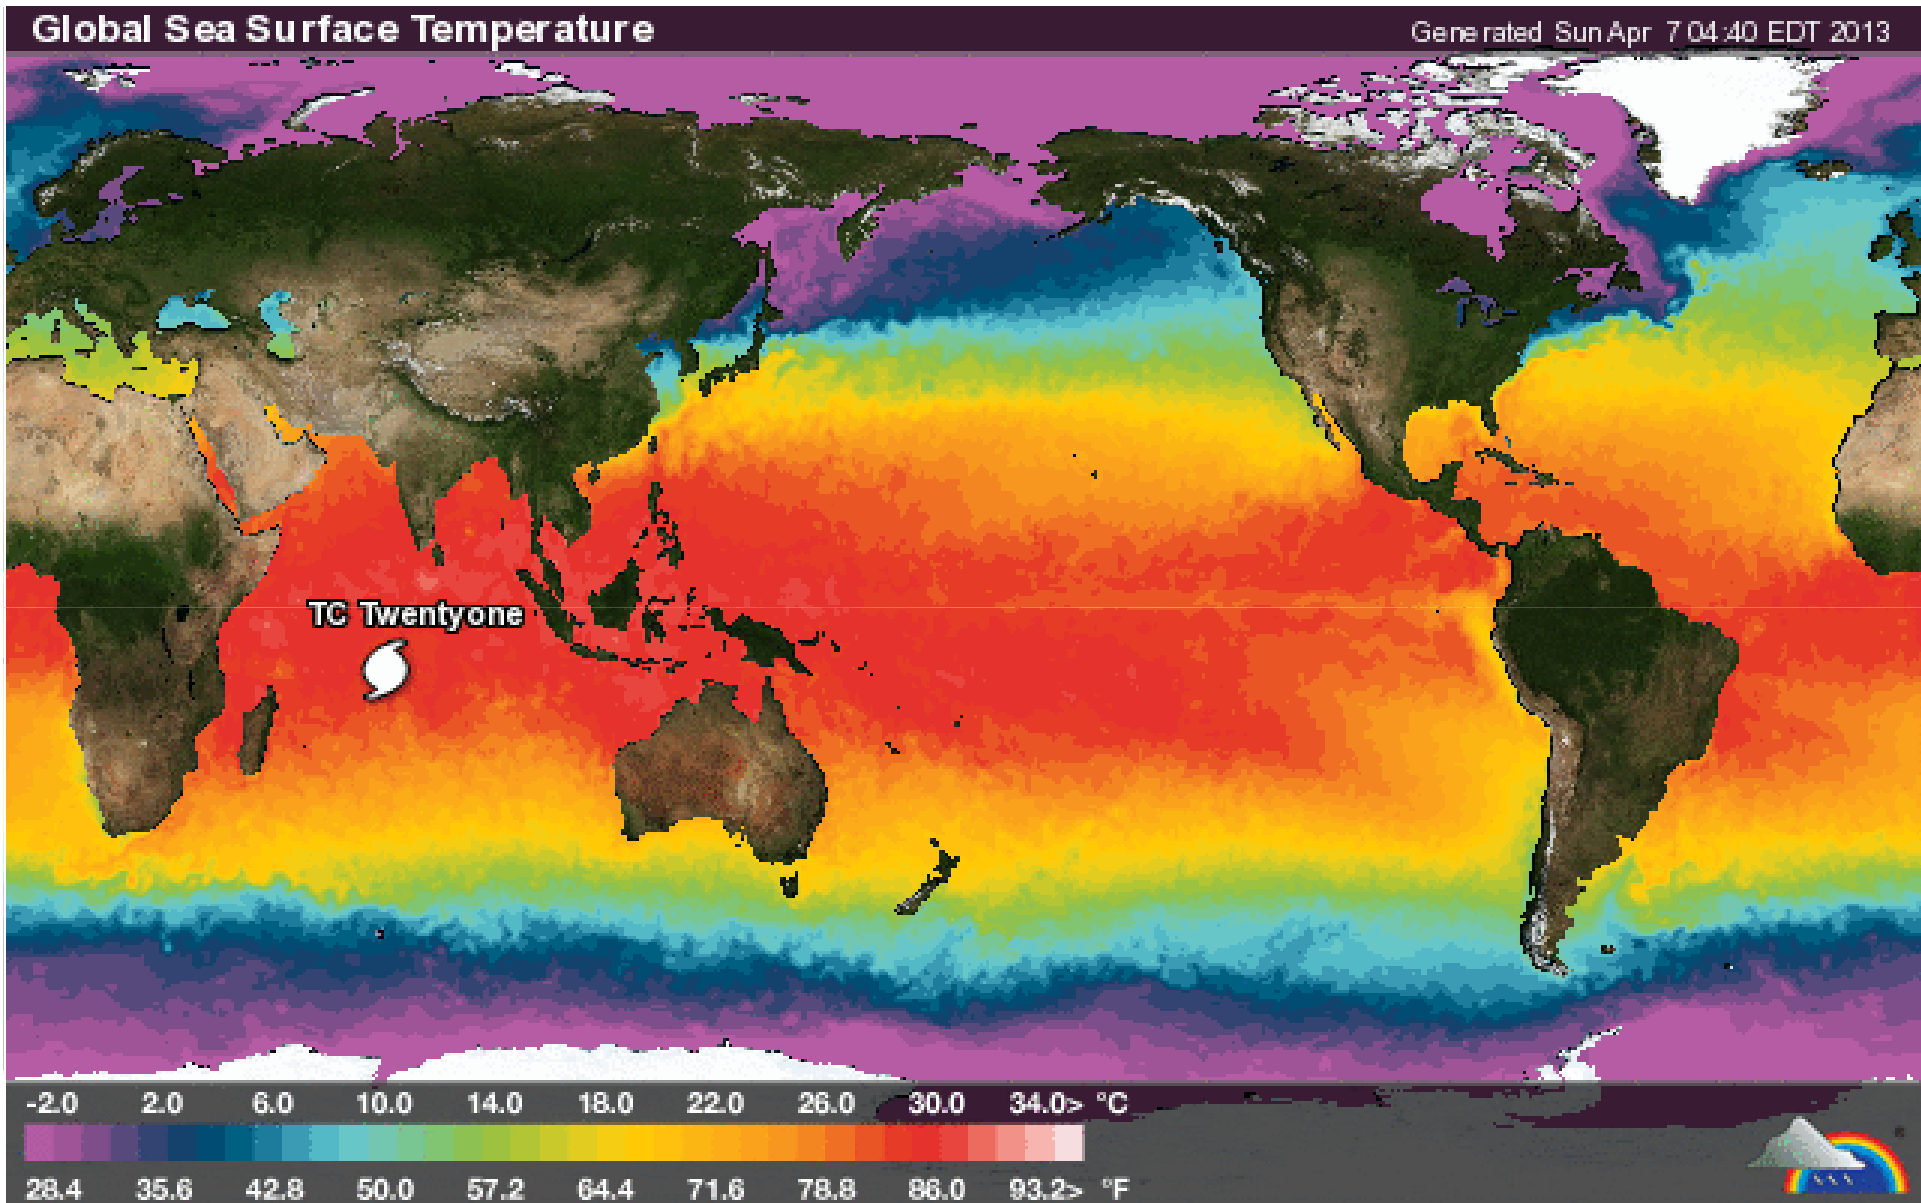 Global Sea Surface Temperature
Generated Sun Apr 7 04:40 EDT 2013
TC Twentyone
-2.0 2.0 6.0 10.0 14.0 18.0 22.0 26.0 30.0 34.0> °C
28.4 35.6 42.8 50.0 57.2 64.4 71.6 78.8 86.0 93.2> °F